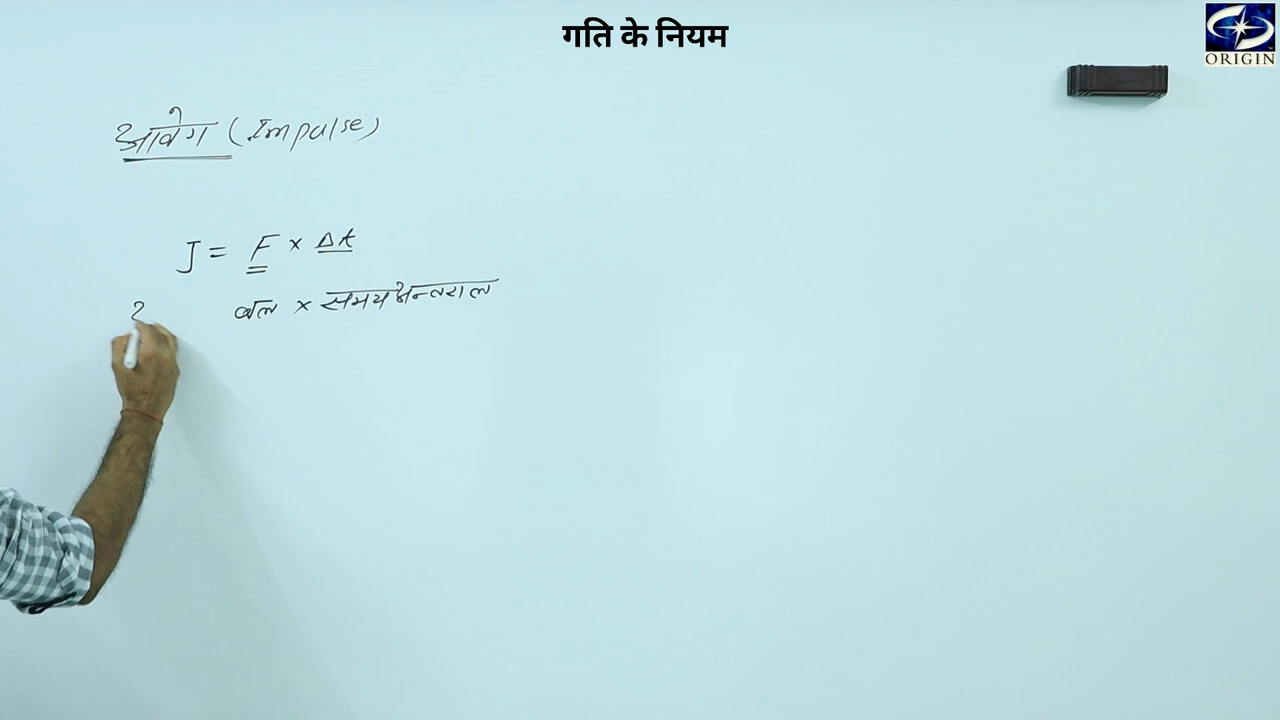 गति के नियम
ORIGIN
आवेग (Impulse)
J = F × Δt
बल × समय अन्तराल